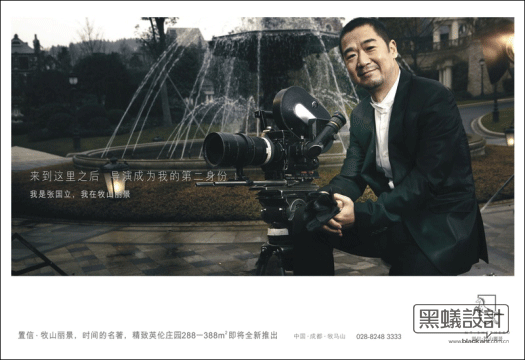 来到这里之后 导演成为我的第二身份
我是张国立，我在牧山丽景
置信·牧山丽景，时间的名著，精致英伦庄园288—388m²即将全新推出
中国·成都·牧马山
028-8248 3333
黑蟻設計